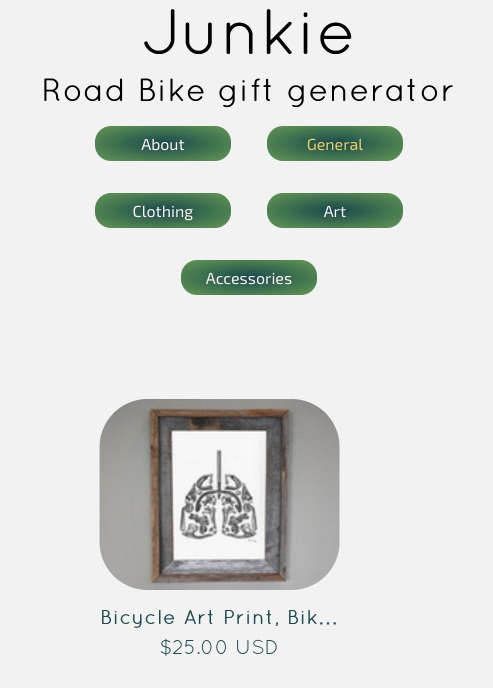 Junkie
Road Bike gift generator
About
General
Clothing
Art
Accessories
Bicycle Art Print, Bik...
$25.00 USD